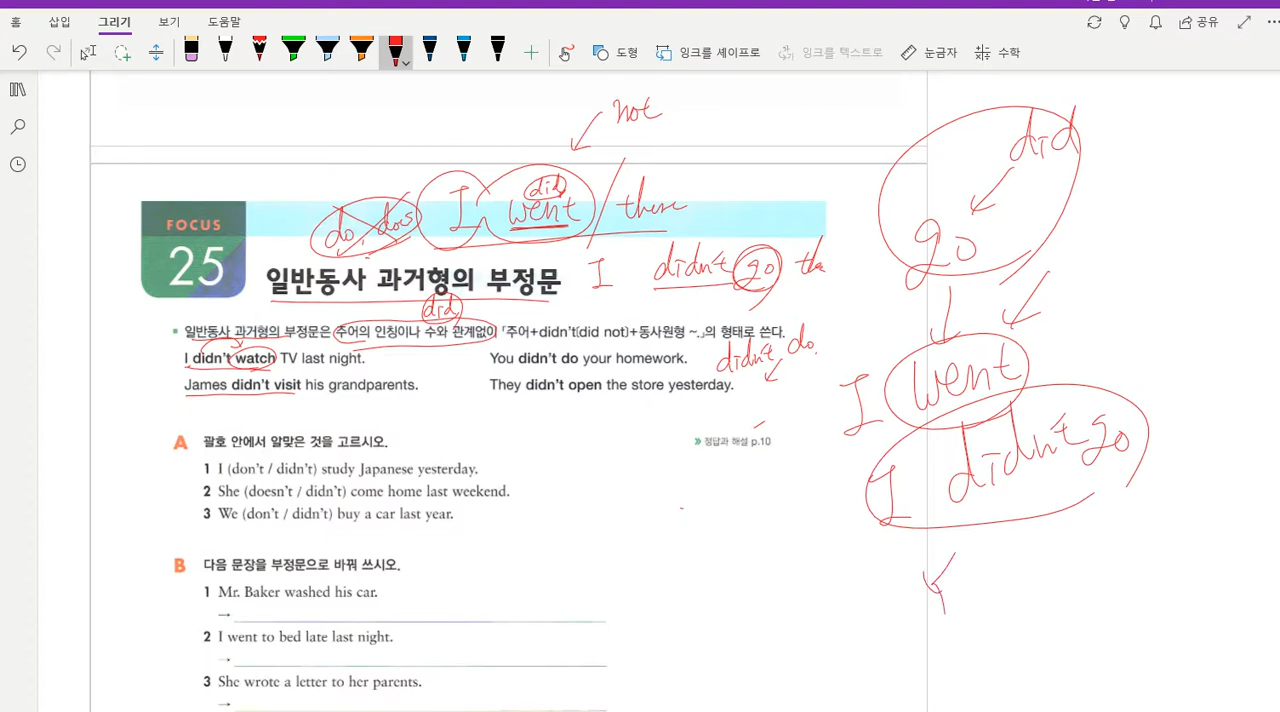 홈 삽입 그리기 보기 도움말 공유
도형 잉크를 셰이프로 잉크를 텍스트로 눈금자 수학
not
did
do does I went / there
FOCUS
25
일반동사 과거형의 부정문
I didn't go the
did
일반동사 과거형의 부정문은 주어의 인칭이나 수와 관계없이 「주어+didn't(did not)+동사원형 ~.」의 형태로 쓴다.
I didn't watch TV last night. You didn't do your homework.
James didn't visit his grandparents. They didn't open the store yesterday.
didn't do.
did
go
I went
I didn't go
A 괄호 안에서 알맞은 것을 고르시오.
» 정답과 해설 p.10
1 I (don't / didn't) study Japanese yesterday.
2 She (doesn't / didn't) come home last weekend.
3 We (don't / didn't) buy a car last year.
B 다음 문장을 부정문으로 바꿔 쓰시오.
1 Mr. Baker washed his car.
→
2 I went to bed late last night.
→
3 She wrote a letter to her parents.
→